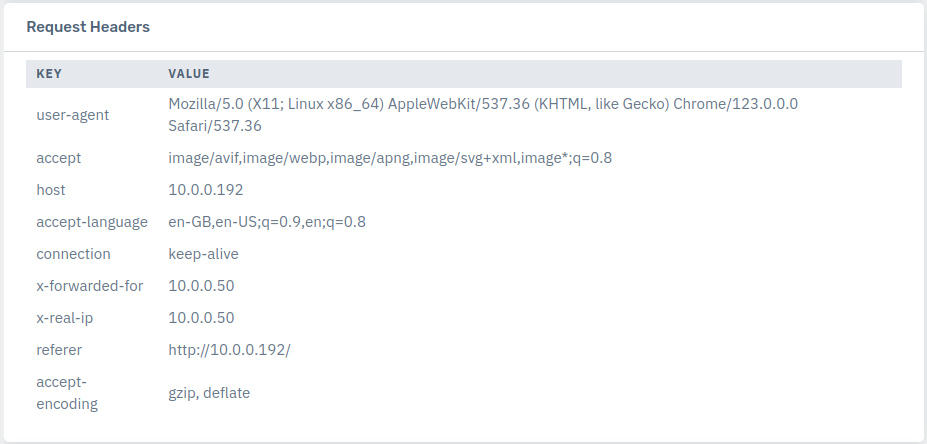 Request Headers
KEY VALUE
user-agent Mozilla/5.0 (X11; Linux x86_64) AppleWebKit/537.36 (KHTML, like Gecko) Chrome/123.0.0.0
Safari/537.36
accept image/avif,image/webp,image/apng,image/svg+xml,image*;q=0.8
host 10.0.0.192
accept-language en-GB,en-US;q=0.9,en;q=0.8
connection keep-alive
x-forwarded-for 10.0.0.50
x-real-ip 10.0.0.50
referer http://10.0.0.192/
accept-
encoding gzip, deflate